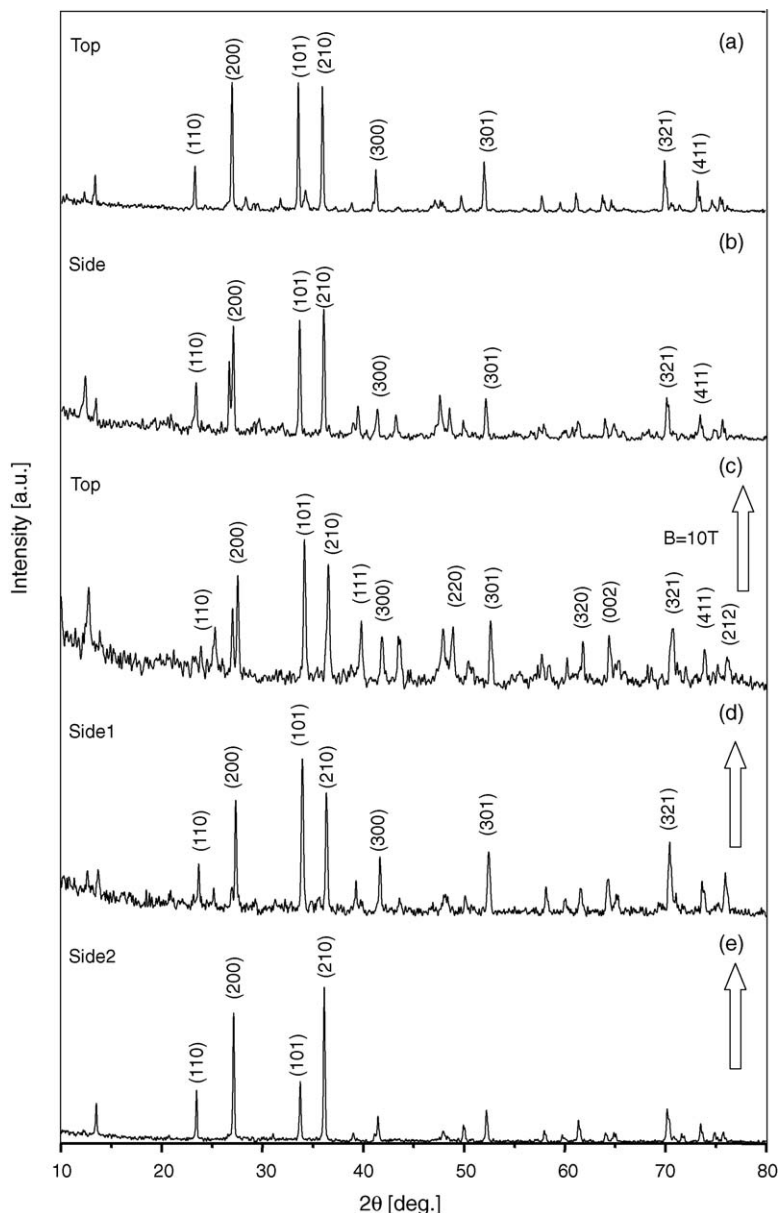 Top
(110)
(200)
(101)
(210)
(300)
(301)
(321)
(411)
(a)
Side
(110)
(200)
(101)
(210)
(300)
(301)
(321)
(411)
(b)
Top
(110)
(200)
(101)
(210)
(111)
(300)
(220)
(301)
(320)
(002)
(321)
(411)
(212)
B=10T
(c)
Side1
(110)
(200)
(101)
(210)
(300)
(301)
(321)
(d)
Side2
(110)
(200)
(101)
(210)
(e)
Intensity [a.u.]
10 20 30 40 50 60 70 80
2θ [deg.]